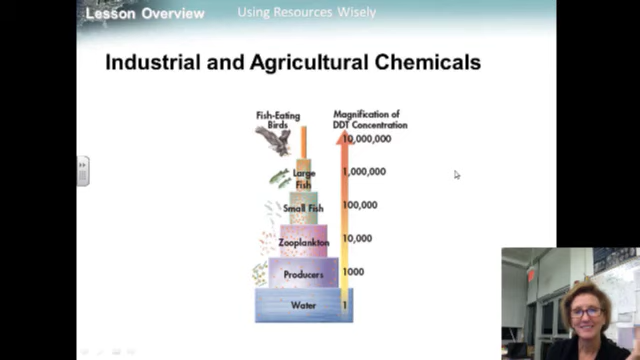 Lesson Overview
Using Resources Wisely
Industrial and Agricultural Chemicals
Fish-Eating
Birds
Magnification of
DDT Concentration
10,000,000
Large
Fish
1,000,000
Small Fish
100,000
Zooplankton
10,000
Producers
1000
Water
1